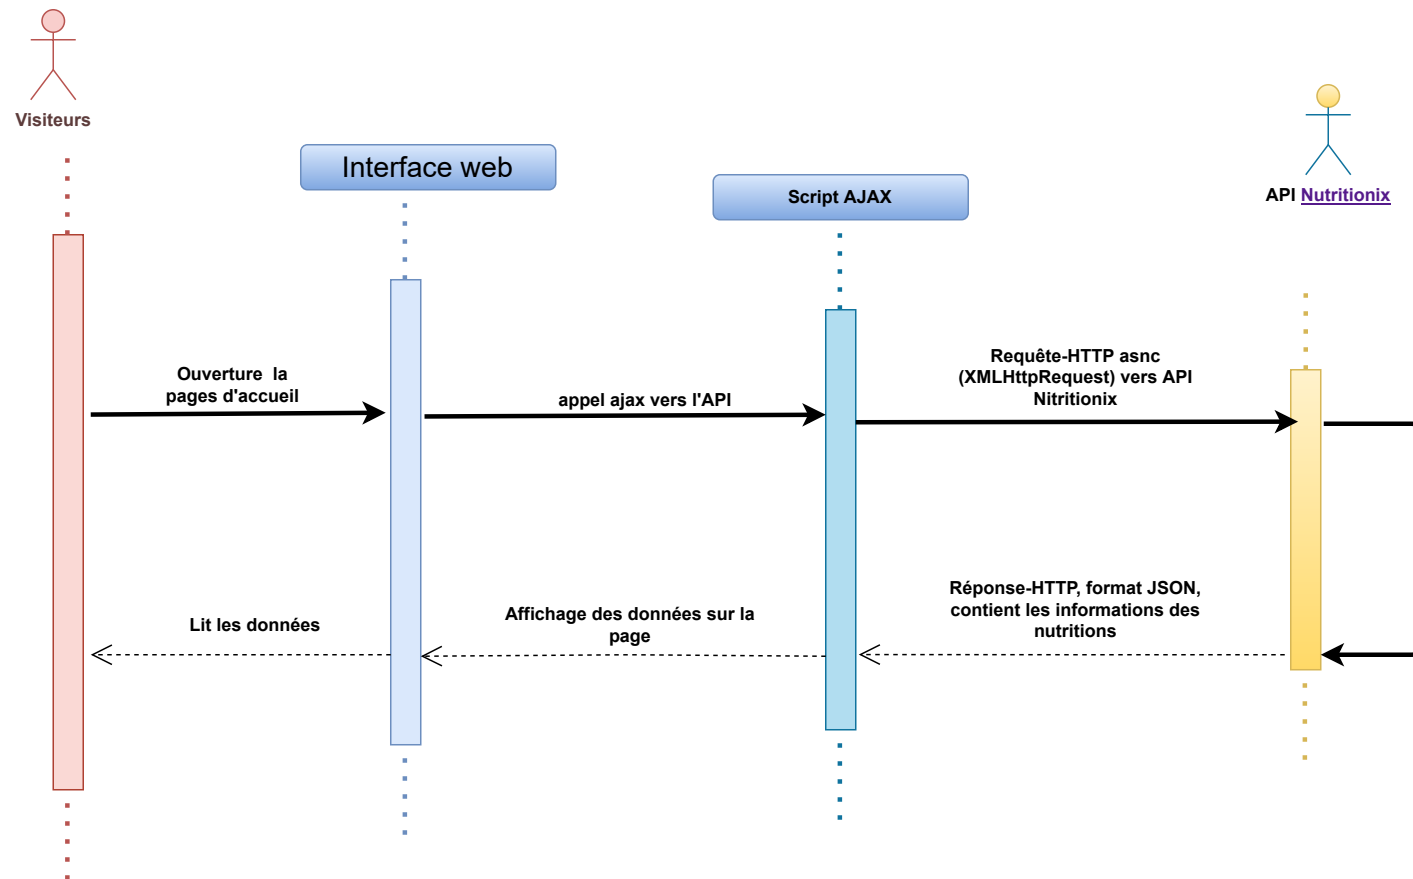 Visiteurs
Interface web
Script AJAX
API Nutritionix
Ouverture la
pages d'accueil
appel ajax vers l'API
Requête-HTTP asnc
(XMLHttpRequest) vers API
Nitritionix
Lit les données
Affichage des données sur la
page
Réponse-HTTP, format JSON,
contient les informations des
nutritions